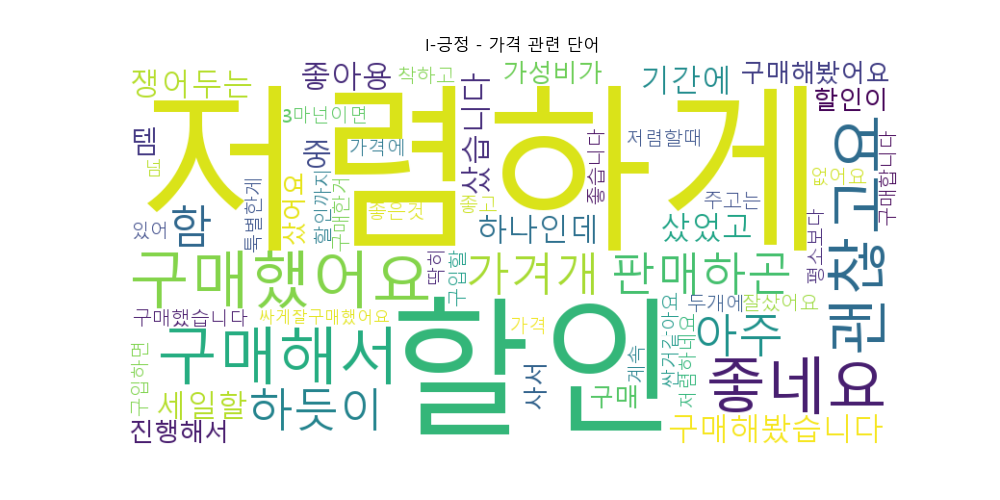 I-긍정 - 가격 관련 단어
쟁어두는
좋아용
착하고
샀습니다
가성비가
기간에
구매해봤어요
할인이
3마넌이면
저렴하게
템
중
가격에
좋습니다
저렴할때
괜찮고요
구매합니다
없어요
넘
특별한게
샀어요
할인까지
구매한거
좋은것
좋고
주고는
있어
함
하나인데
샀었고
평소보다
구매했어요
딱히
구입할
가겨개
판매하곤
구매했습니다
싸게잘구매했어요
할인
가격
두개에
잘샀어요
구매해서
계속
싼거같아요
저렴하네요
아주
좋네요
구입하면
세일할
하듯이
사서
구매
진행해서
구매해봤습니다